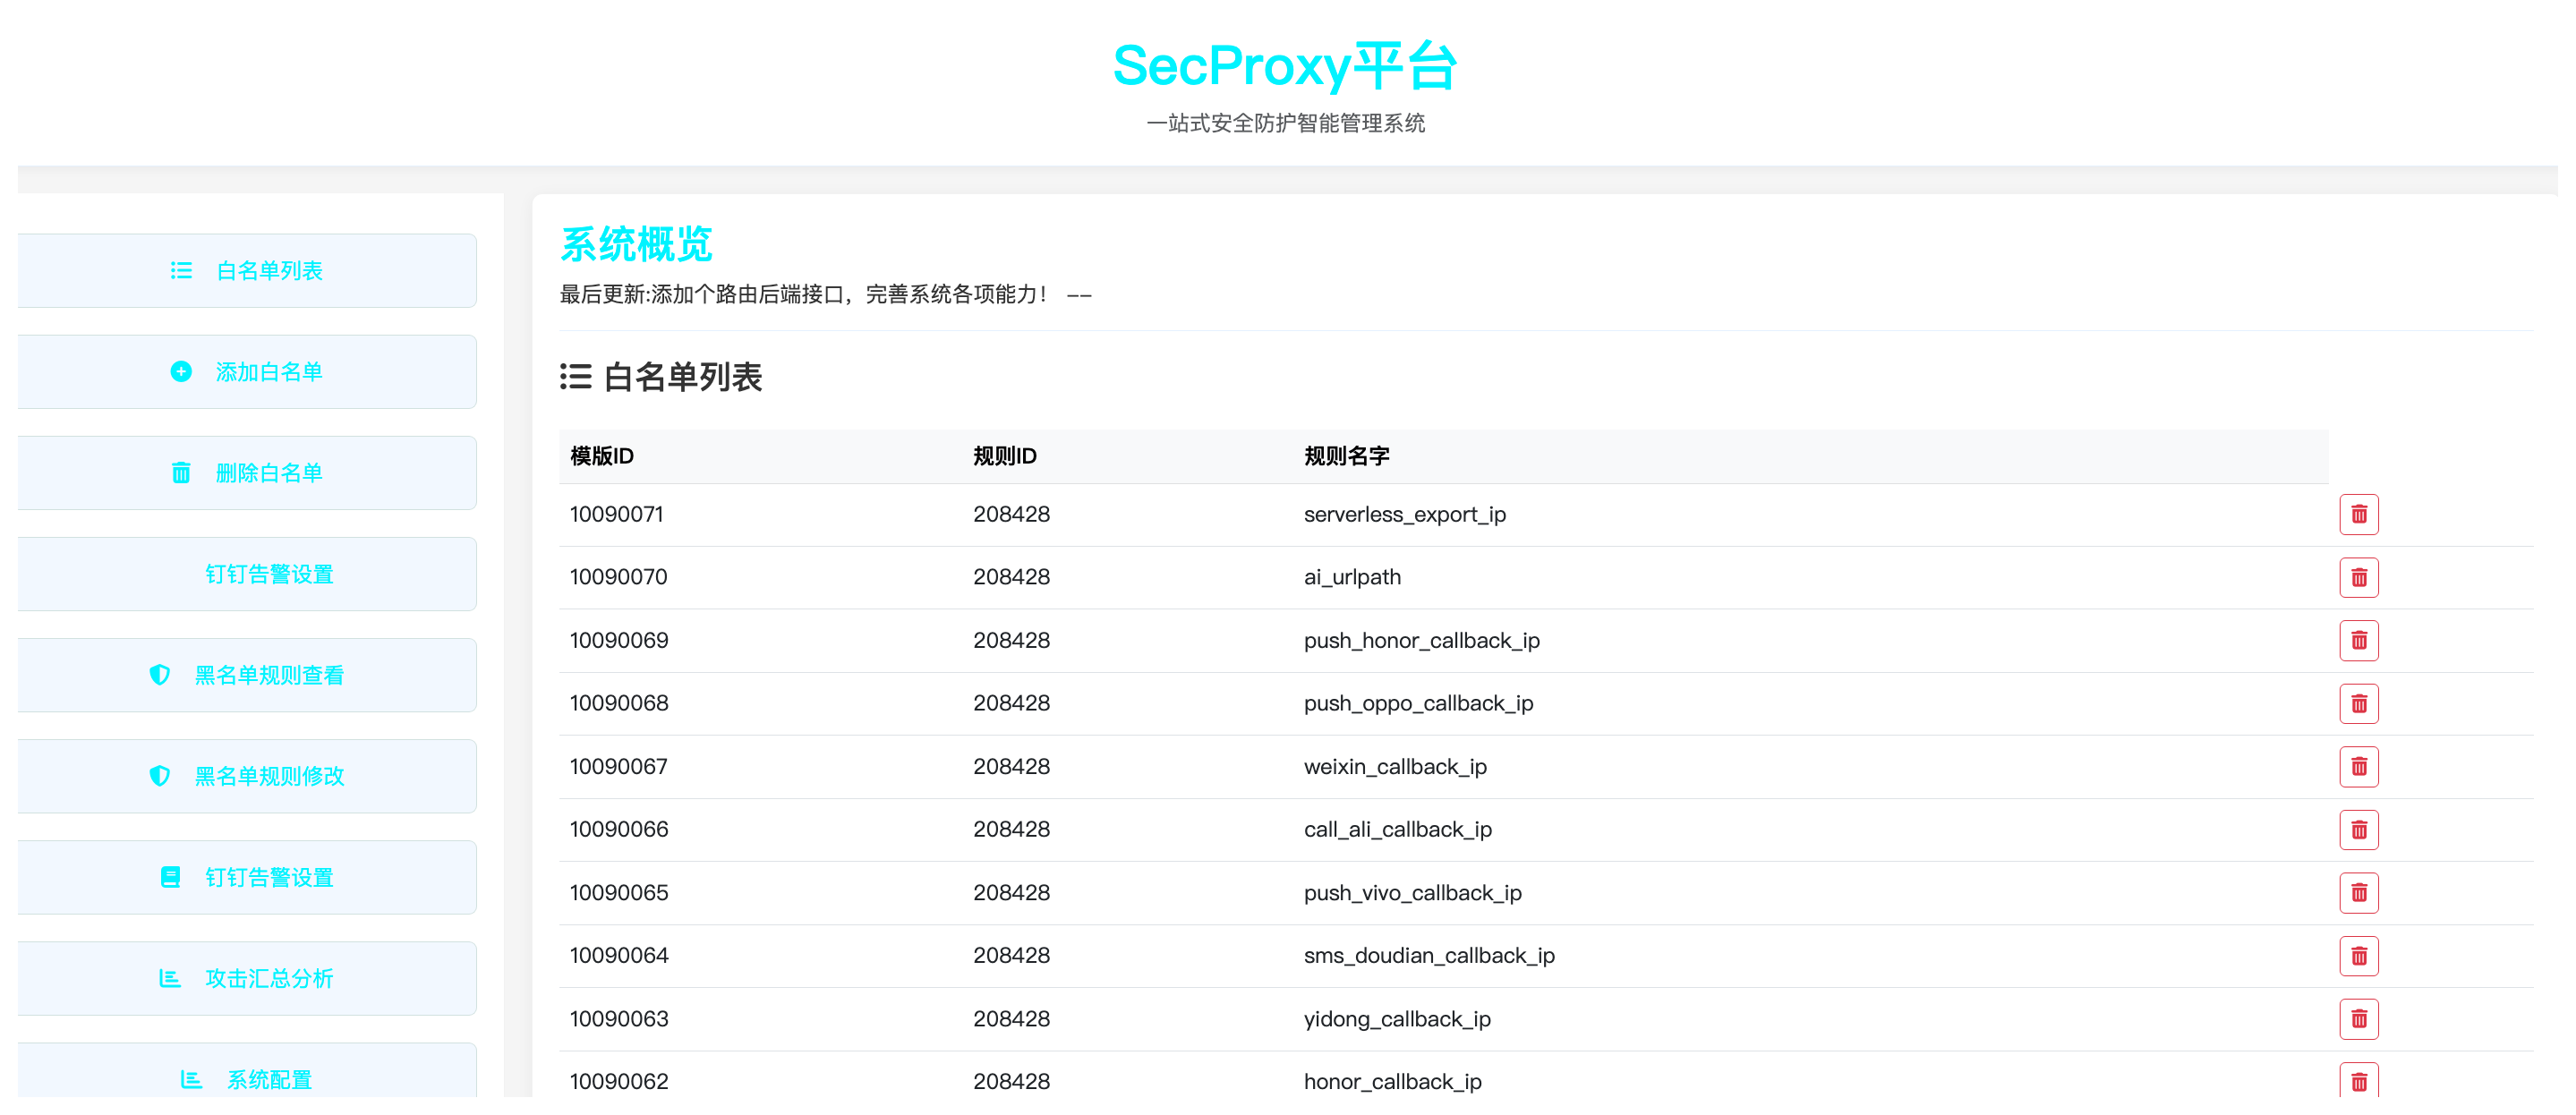 SecProxy平台
一站式安全防护智能管理系统
白名单列表
添加白名单
删除白名单
钉钉告警设置
黑名单规则查看
黑名单规则修改
钉钉告警设置
攻击汇总分析
系统配置
系统概览
最后更新:添加个路由后端接口，完善系统各项能力！ --
白名单列表
模版ID 规则ID 规则名字
10090071 208428 serverless_export_ip
10090070 208428 ai_urlpath
10090069 208428 push_honor_callback_ip
10090068 208428 push_oppo_callback_ip
10090067 208428 weixin_callback_ip
10090066 208428 call_ali_callback_ip
10090065 208428 push_vivo_callback_ip
10090064 208428 sms_doudian_callback_ip
10090063 208428 yidong_callback_ip
10090062 208428 honor_callback_ip